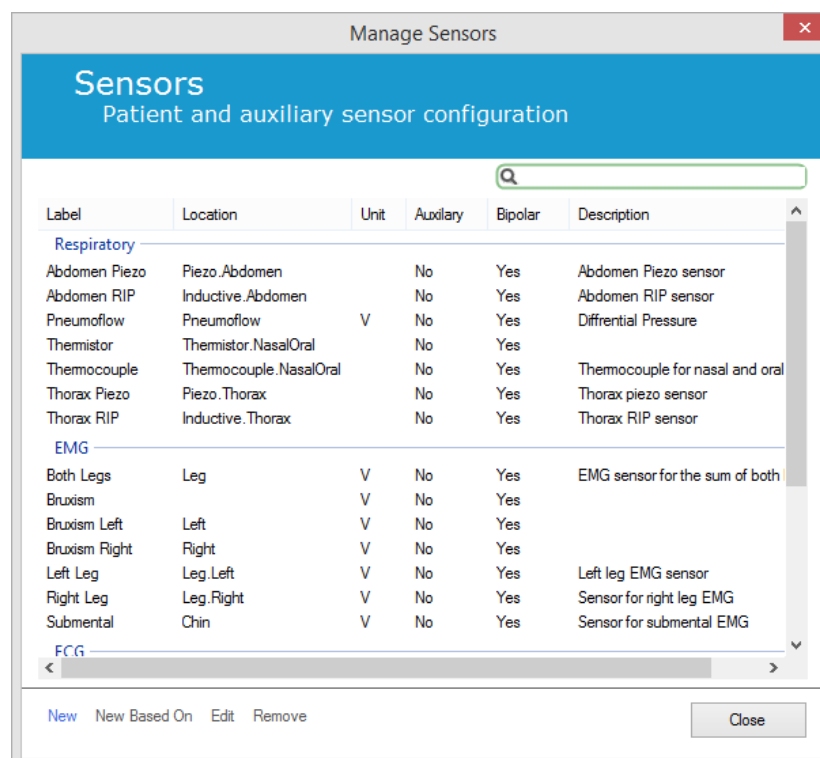 Manage Sensors
Sensors
Patient and auxiliary sensor configuration
Label Location Unit Auxilary Bipolar Description
Respiratory
Abdomen Piezo Piezo.Abdomen No Yes Abdomen Piezo sensor
Abdomen RIP Inductive.Abdomen No Yes Abdomen RIP sensor
Pneumoflow Pneumoflow V No Yes Diffrential Pressure
Thermistor Thermistor.NasalOral No Yes
Thermocouple Thermocouple.NasalOral No Yes Thermocouple for nasal and oral
Thorax Piezo Piezo.Thorax No Yes Thorax piezo sensor
Thorax RIP Inductive.Thorax No Yes Thorax RIP sensor
EMG
Both Legs Leg V No Yes EMG sensor for the sum of both
Bruxism V No Yes
Bruxism Left Left V No Yes
Bruxism Right Right V No Yes
Left Leg Leg.Left V No Yes Left leg EMG sensor
Right Leg Leg.Right V No Yes Sensor for right leg EMG
Submental Chin V No Yes Sensor for submental EMG
ECG
New New Based On Edit Remove Close